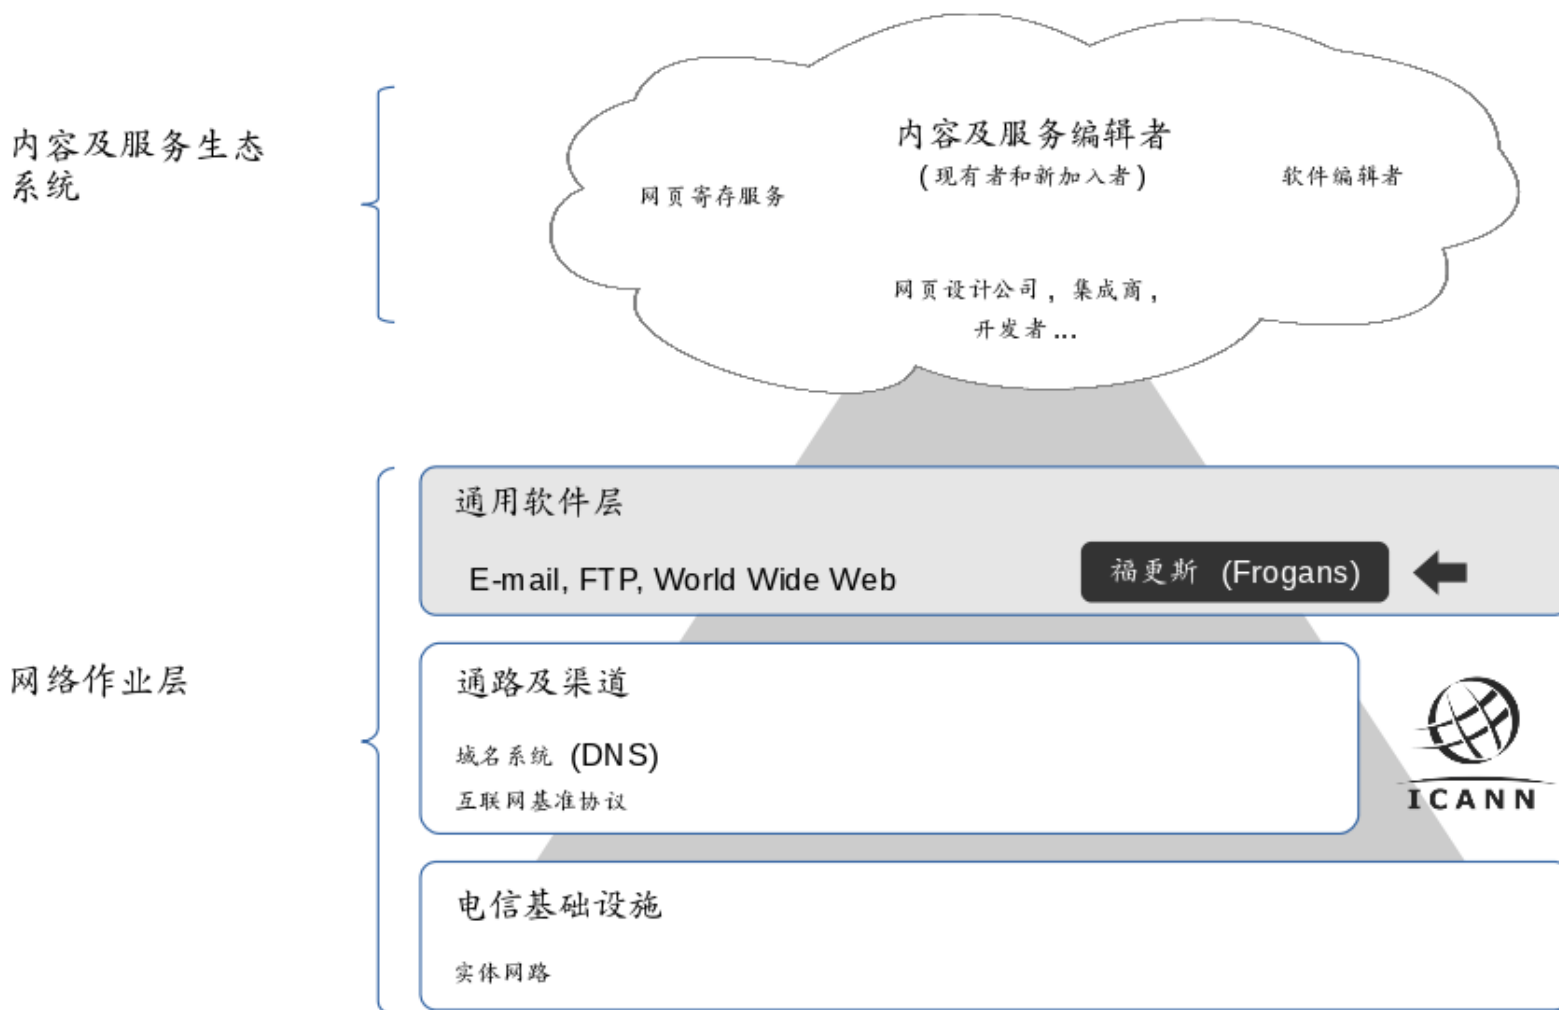 内容及服务生态
系统
内容及服务编辑者
(现有者和新加入者)
网页寄存服务
软件编辑者
网页设计公司, 集成商,
开发者...
网络作业层
通用软件层
E-mail, FTP, World Wide Web
福更斯 (Frogans)
通路及渠道
域名系统 (DNS)
互联网基准协议
ICANN
电信基础设施
实体网路